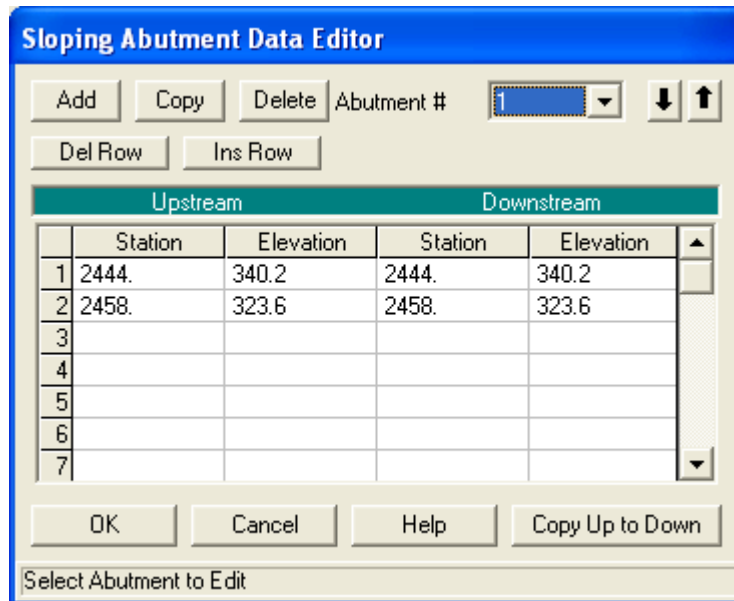 Sloping Abutment Data Editor
Add Copy Delete Abutment # 1
Del Row Ins Row
Upstream Downstream
Station Elevation Station Elevation
1 2444. 340.2 2444. 340.2
2 2458. 323.6 2458. 323.6
3
4
5
6
7
OK Cancel Help Copy Up to Down
Select Abutment to Edit